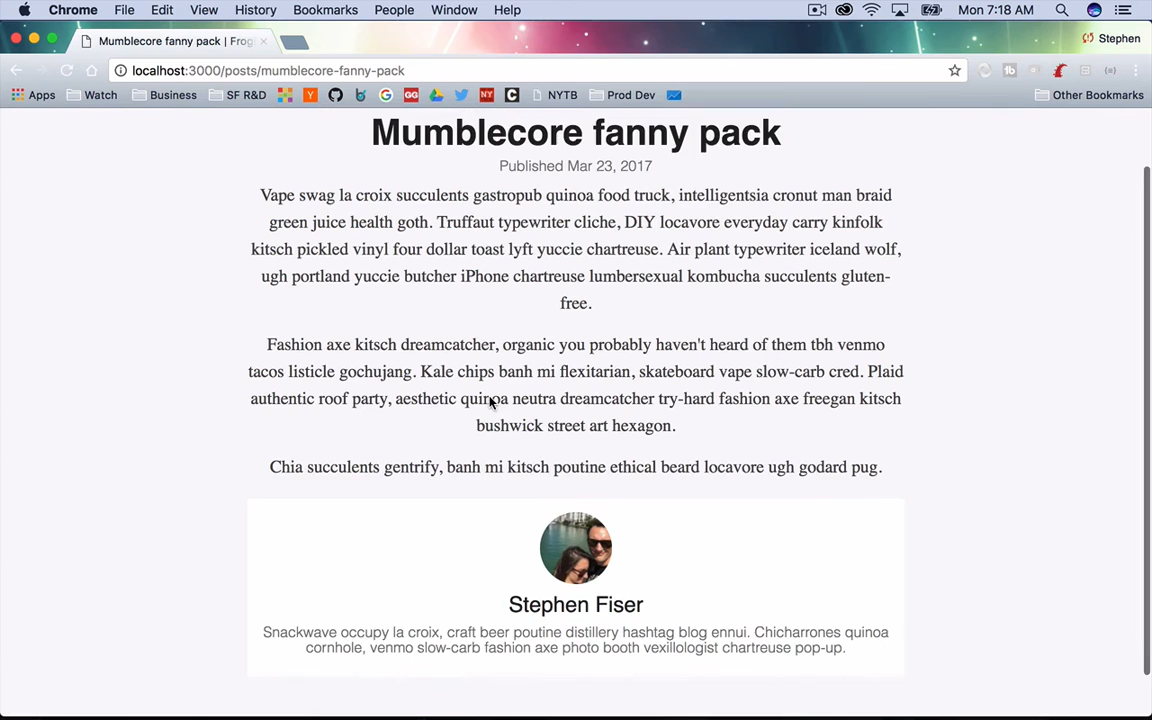 Chrome File Edit View History Bookmarks People Window Help Mon 7:18 AM
Mumblecore fanny pack | Frog Stephen
localhost:3000/posts/mumblecore-fanny-pack
Apps Watch Business SF R&D Y G GG NY C NYTB Prod Dev Other Bookmarks
Mumblecore fanny pack
Published Mar 23, 2017
Vape swag la croix succulents gastropub quinoa food truck, intelligentsia cronut man braid
green juice health goth. Truffaut typewriter cliche, DIY locavore everyday carry kinfolk
kitsch pickled vinyl four dollar toast lyft yuccie chartreuse. Air plant typewriter iceland wolf,
ugh portland yuccie butcher iPhone chartreuse lumbersexual kombucha succulents gluten-
free.
Fashion axe kitsch dreamcatcher, organic you probably haven't heard of them tbh venmo
tacos listicle gochujang. Kale chips banh mi flexitarian, skateboard vape slow-carb cred. Plaid
authentic roof party, aesthetic quinoa neutra dreamcatcher try-hard fashion axe freegan kitsch
bushwick street art hexagon.
Chia succulents gentrify, banh mi kitsch poutine ethical beard locavore ugh godard pug.
Stephen Fiser
Snackwave occupy la croix, craft beer poutine distillery hashtag blog ennui. Chicharrones quinoa
cornhole, venmo slow-carb fashion axe photo booth vexillologist chartreuse pop-up.